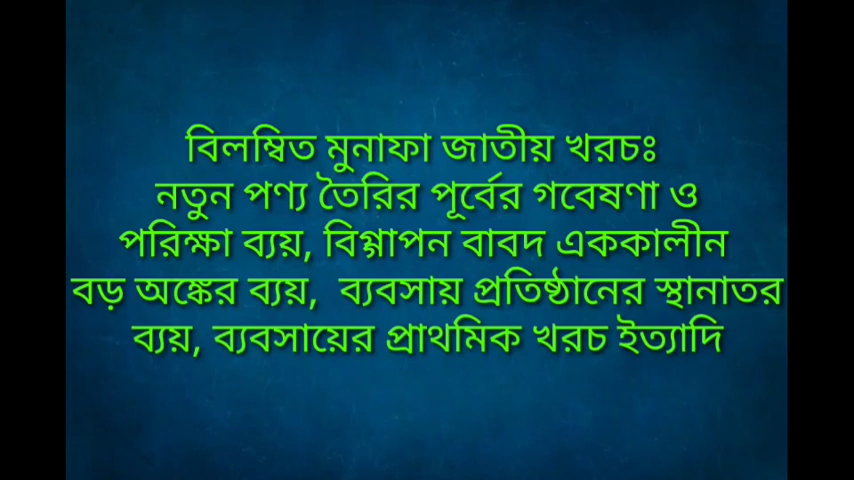 বিলম্বিত মুনাফা জাতীয় খরচঃ
নতুন পণ্য তৈরির পূর্বের গবেষণা ও
পরিক্ষা ব্যয়, বিগ্গাপন বাবদ এককালীন
বড় অঙ্কের ব্যয়,  ব্যবসায় প্রতিষ্ঠানের স্থানাতর
ব্যয়, ব্যবসায়ের প্রাথমিক খরচ ইত্যাদি